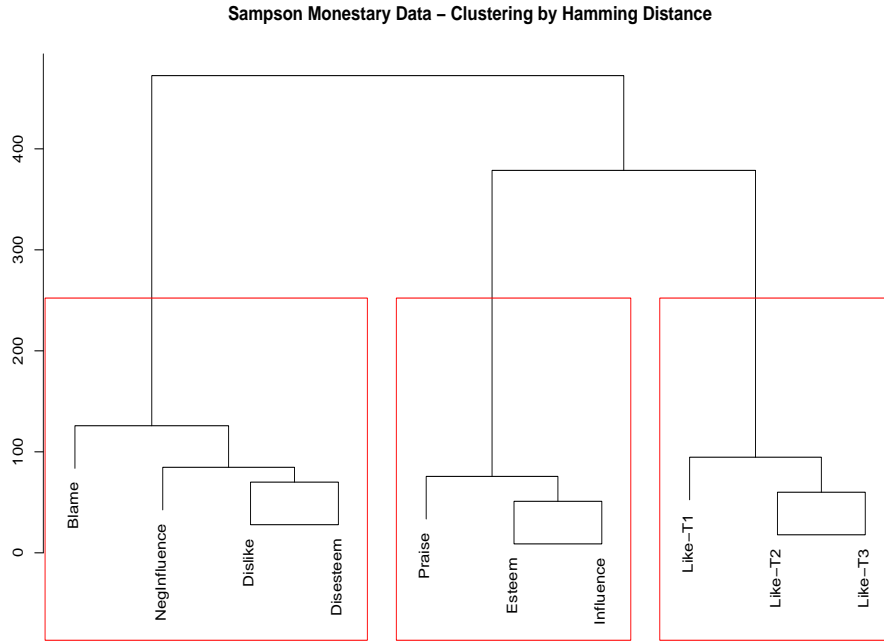 Sampson Monestary Data – Clustering by Hamming Distance
400
300
200
100
0
Blame
NegInfluence
Dislike
Disesteem
Praise
Esteem
Influence
Like−T1
Like−T2
Like−T3